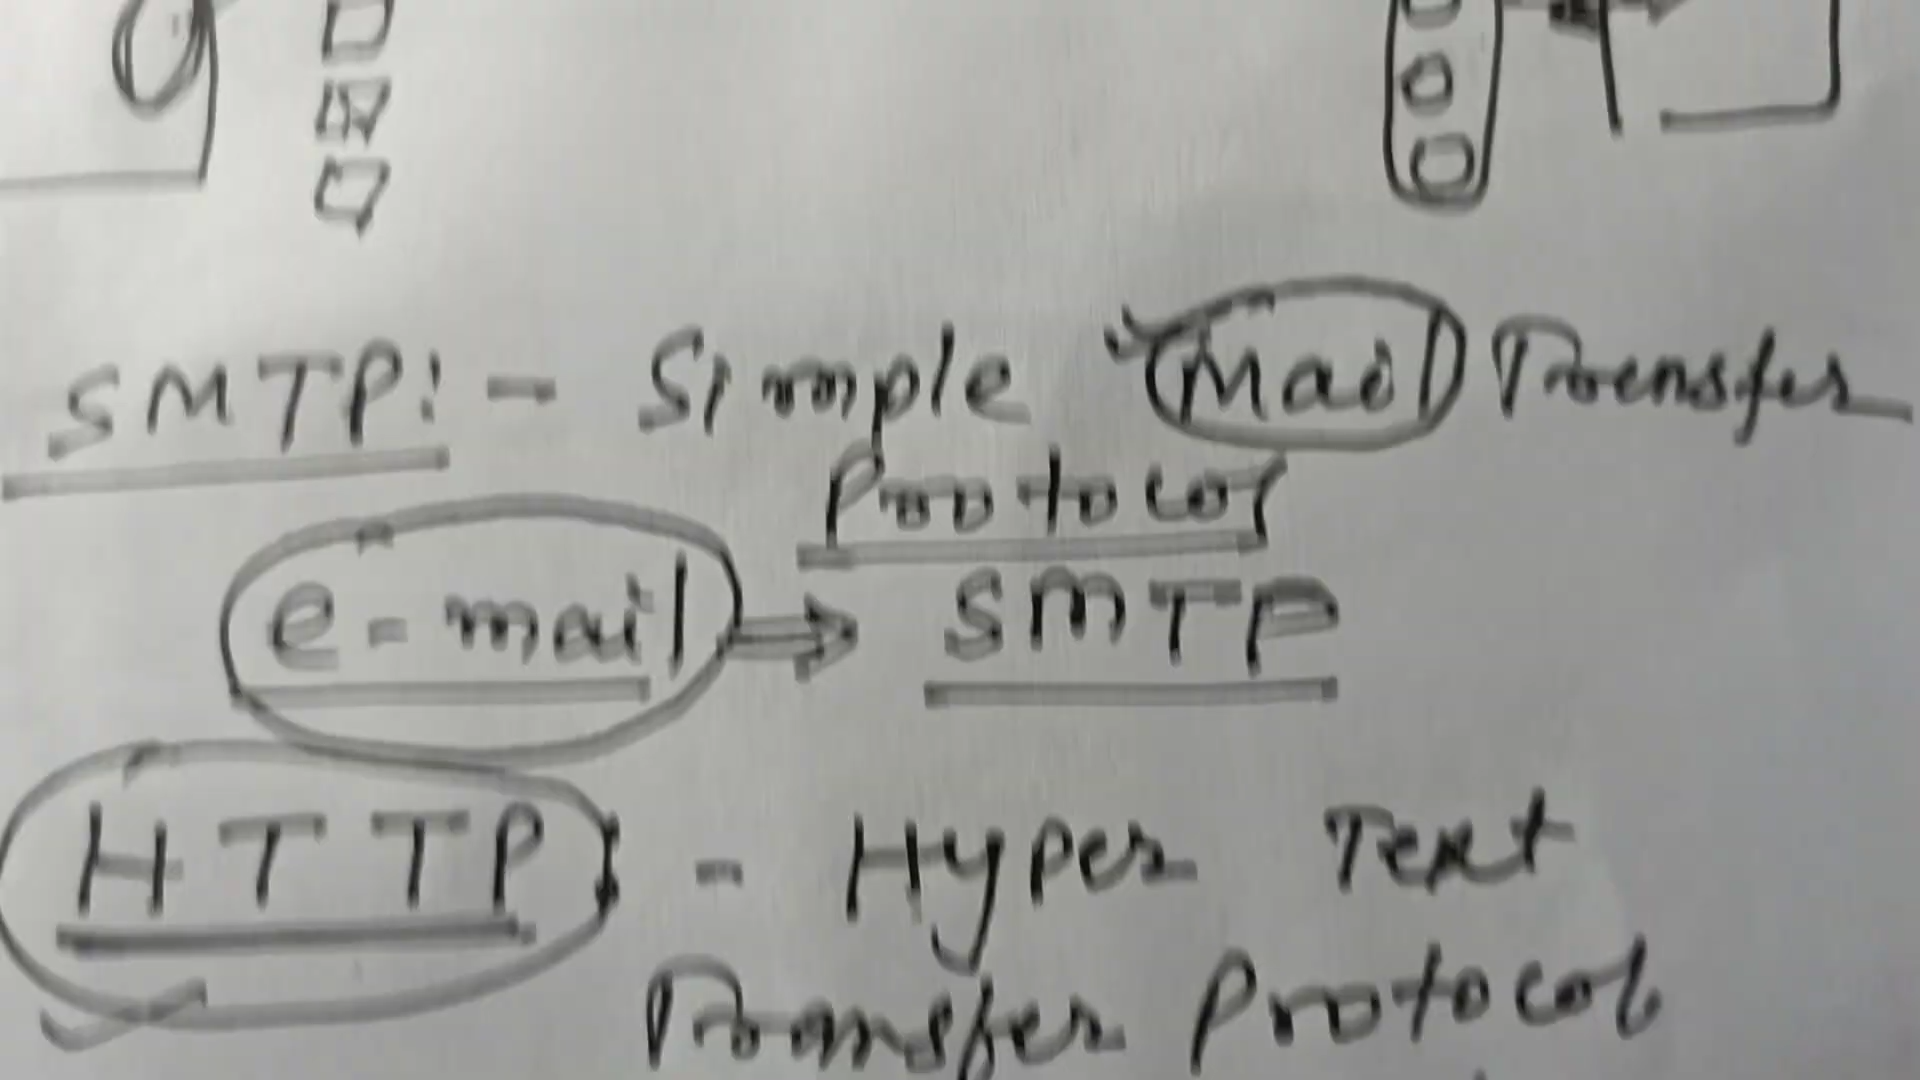 SMTP:- Simple Mail Transfer
Protocol
e-mail ⇒ SMTP
HTTP - Hyper Text
Transfer Protocol